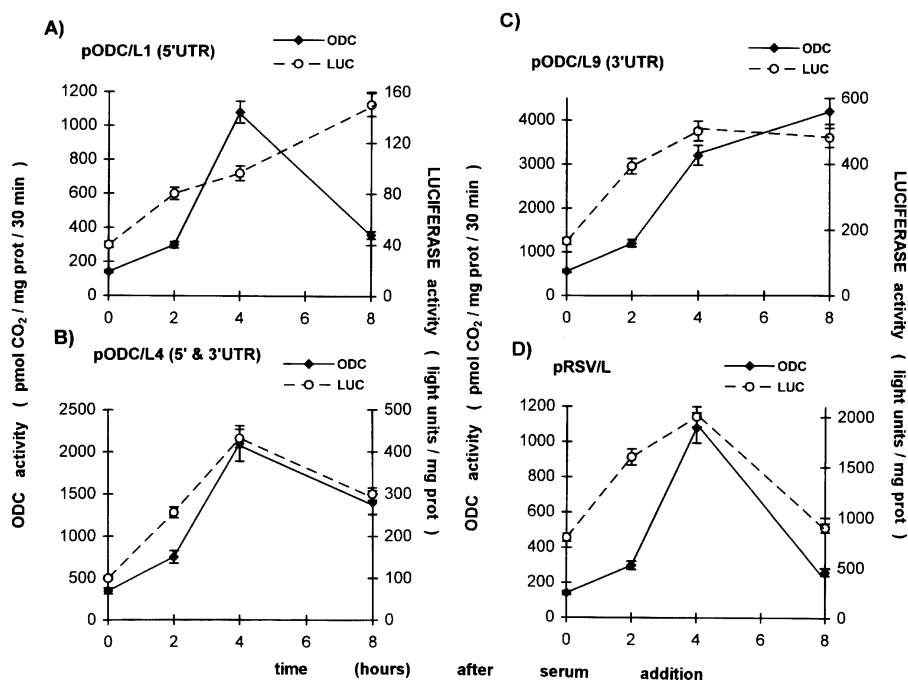 A)
pODC/L1 (5'UTR)
ODC
LUC
1200
1000
800
600
400
200
0
160
120
80
40
0
0 2 4 6 8
B)
pODC/L4 (5' & 3'UTR)
ODC
LUC
2500
2000
1500
1000
500
0
500
400
300
200
100
0
0 2 4 6 8
ODC activity ( pmol CO2 / mg prot / 30 min )
LUCIFERASE activity ( light units / mg prot )
C)
pODC/L9 (3'UTR)
ODC
LUC
4000
3000
2000
1000
0
600
400
200
0
0 2 4 6 8
D)
pRSV/L
ODC
LUC
1200
1000
800
600
400
200
0
2000
1500
1000
500
0
0 2 4 6 8
ODC activity ( pmol CO2 / mg prot / 30 min )
LUCIFERASE activity ( light units / mg prot )
time (hours) after serum addition